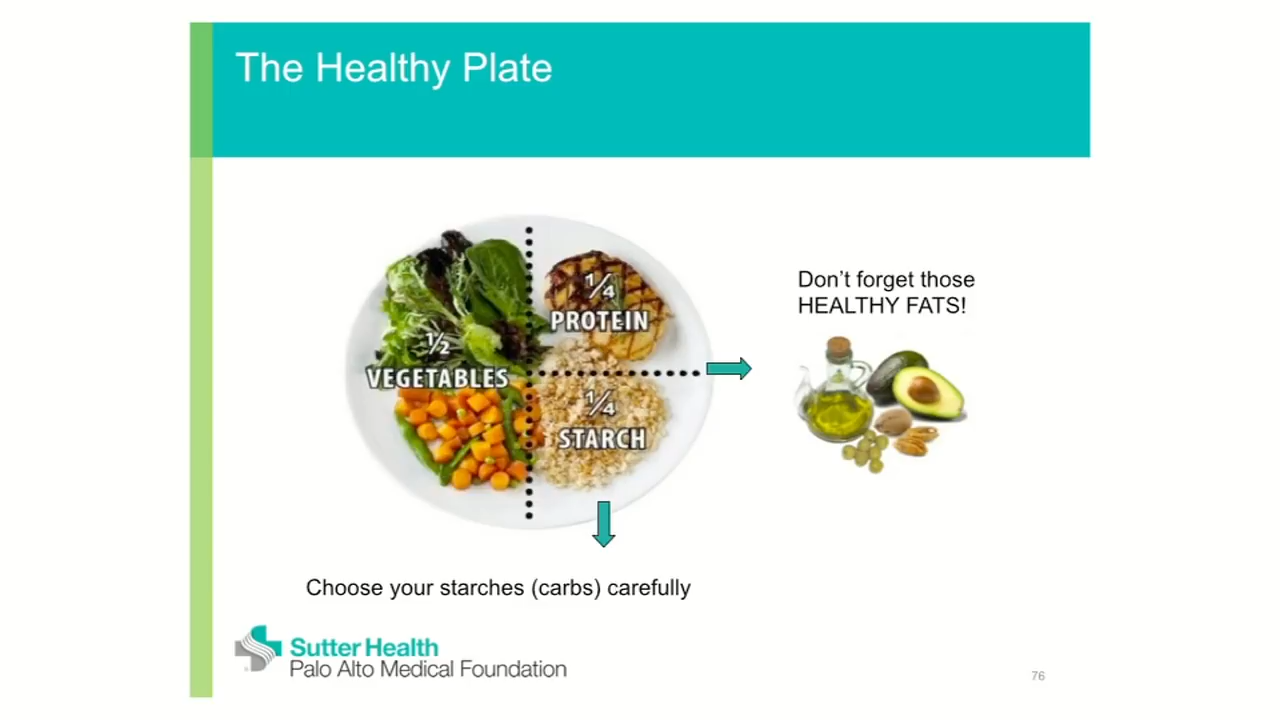 The Healthy Plate
½
VEGETABLES
¼
PROTEIN
¼
STARCH
Don’t forget those
HEALTHY FATS!
Choose your starches (carbs) carefully
Sutter Health
Palo Alto Medical Foundation
76